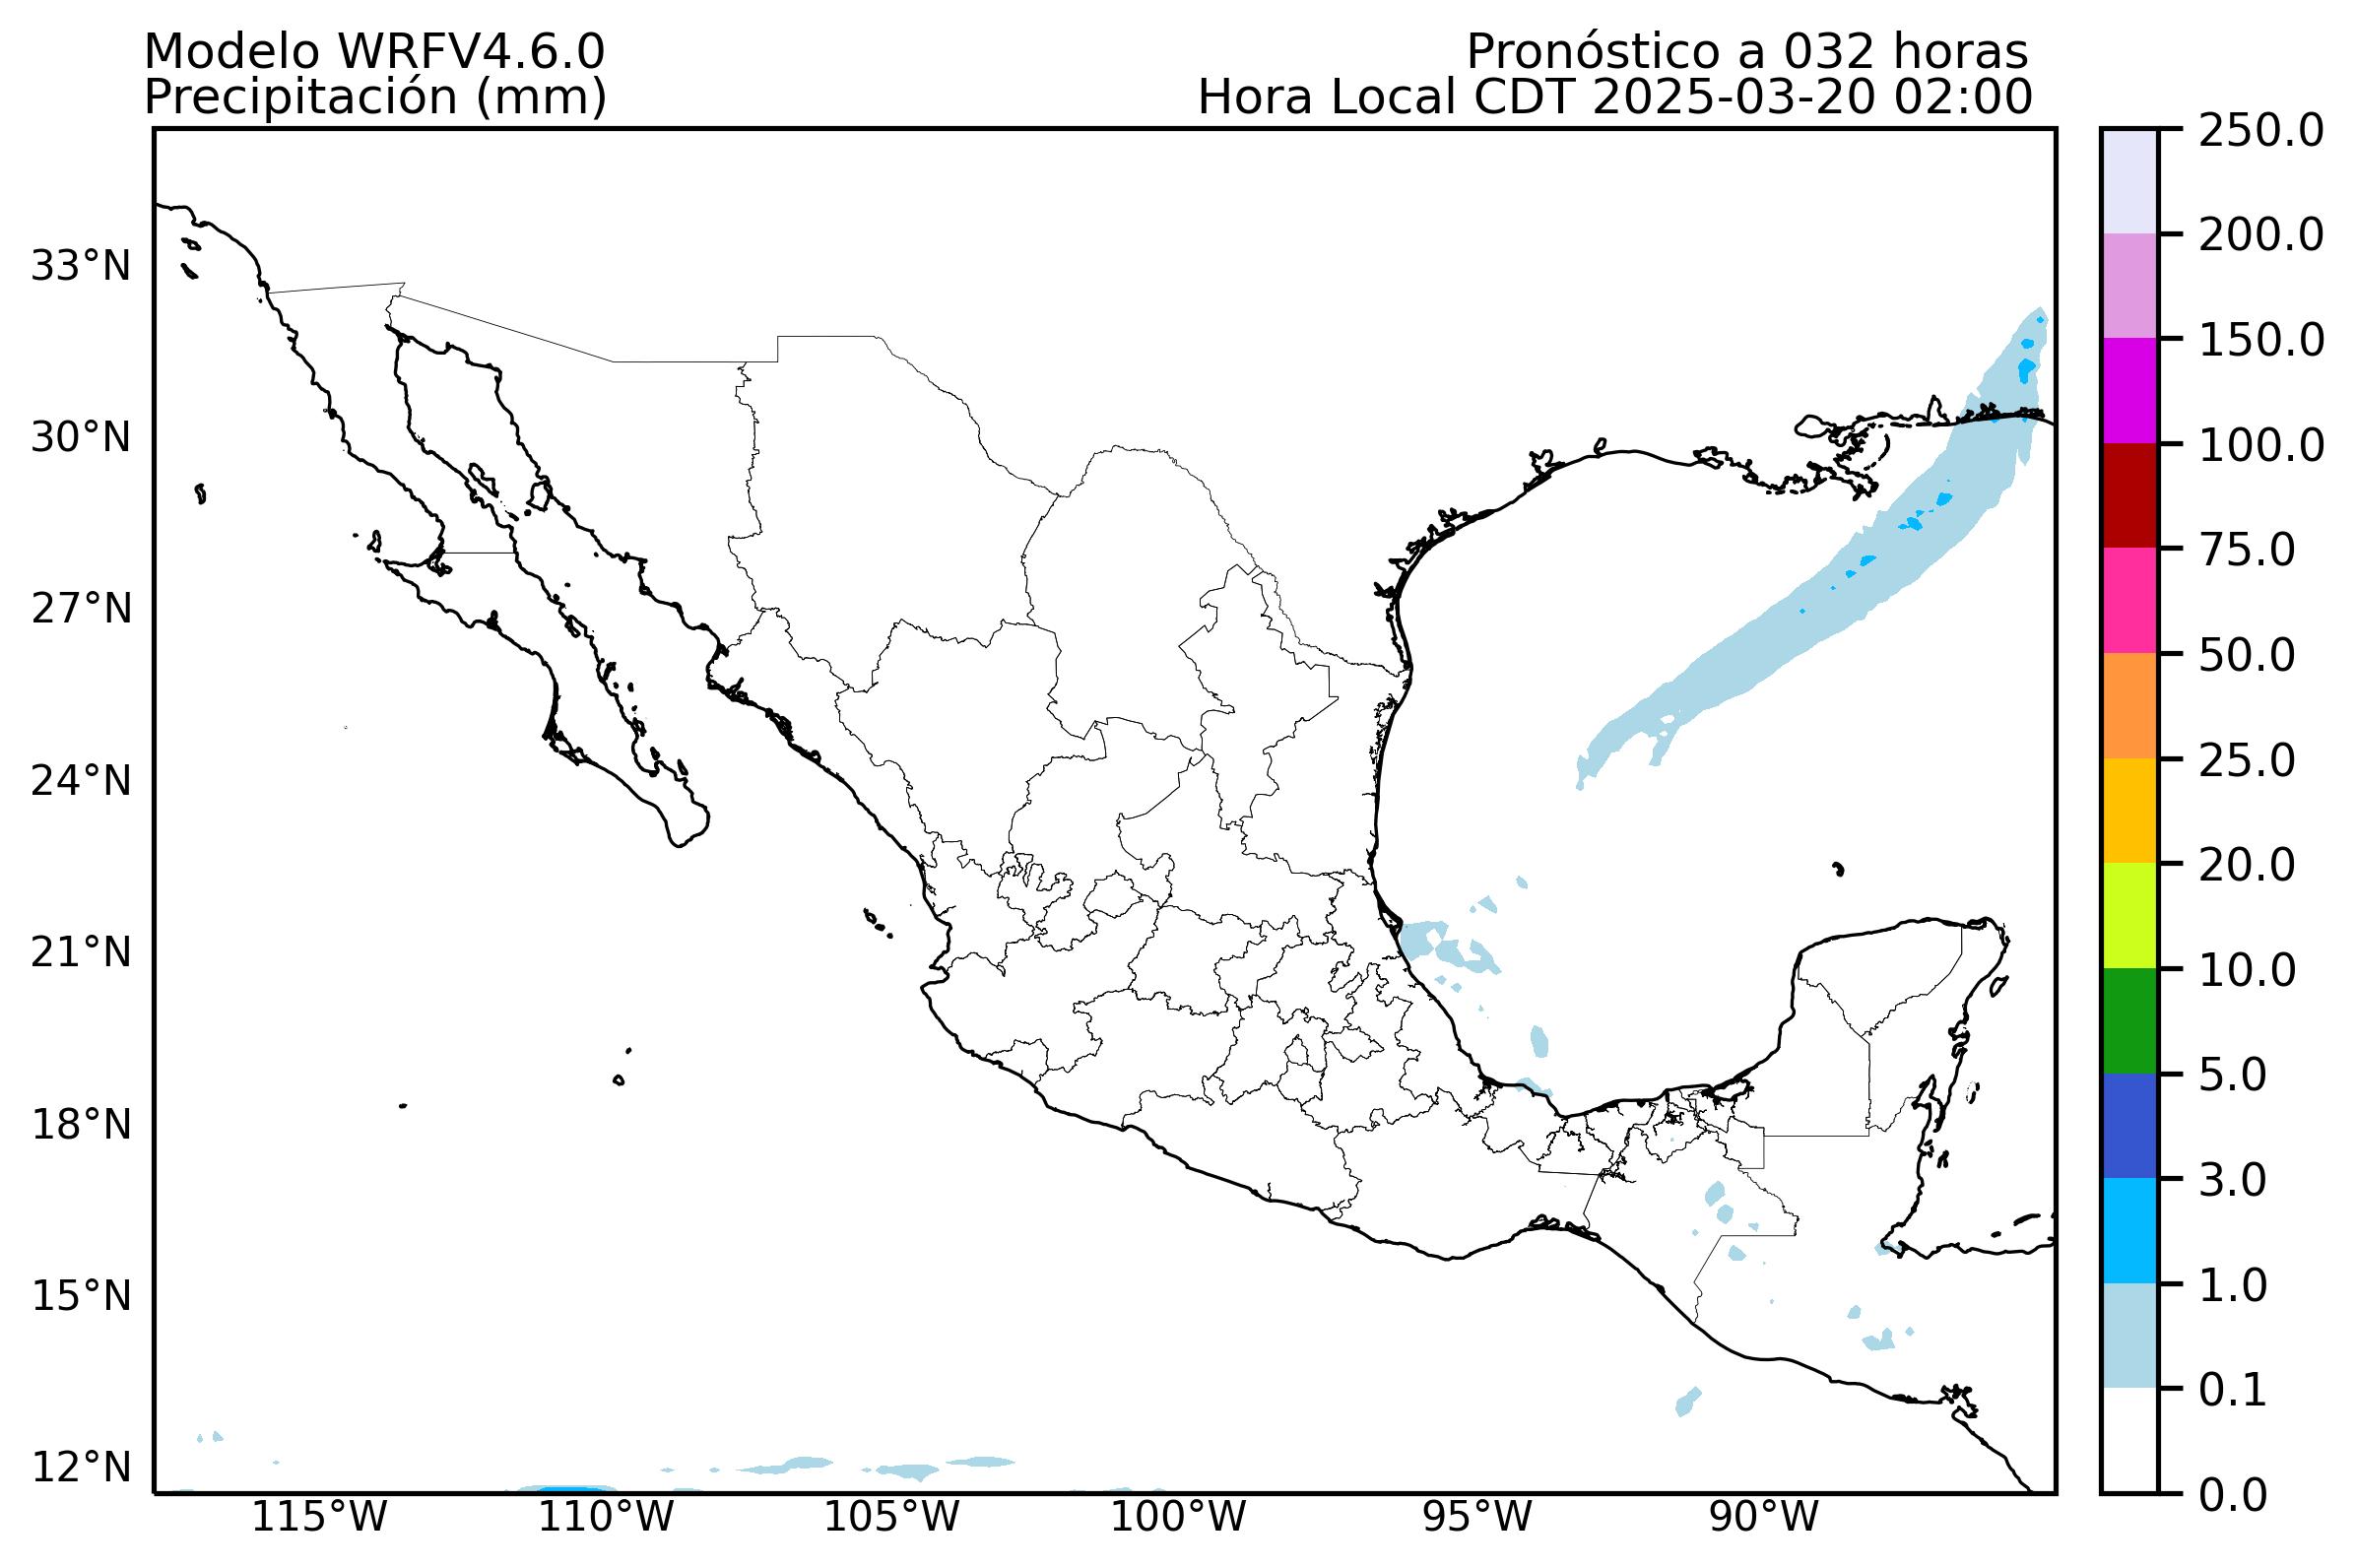 Modelo WRFV4.6.0
Precipitación (mm)
Pronóstico a 032 horas
Hora Local CDT 2025-03-20 02:00
33°N
30°N
27°N
24°N
21°N
18°N
15°N
12°N
115°W
110°W
105°W
100°W
95°W
90°W
250.0
200.0
150.0
100.0
75.0
50.0
25.0
20.0
10.0
5.0
3.0
1.0
0.1
0.0